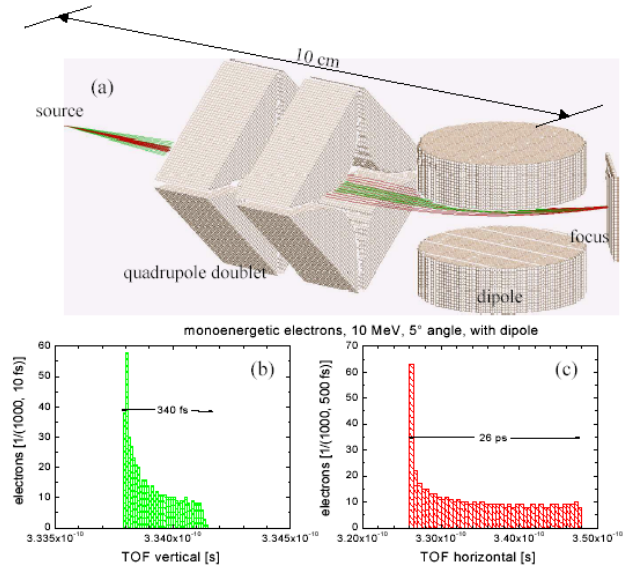 10 cm
(a)
source
quadrupole doublet
focus
dipole
monoenergetic electrons, 10 MeV, 5° angle, with dipole
electrons [1/(1000, 10 fs)]
60
50
40
30
20
10
0
(b)
340 fs
3.335x10⁻¹⁰
3.340x10⁻¹⁰
3.345x10⁻¹⁰
TOF vertical [s]
electrons [1/(1000, 500 fs)]
70
60
50
40
30
20
10
0
(c)
26 ps
3.20x10⁻¹⁰
3.30x10⁻¹⁰
3.40x10⁻¹⁰
3.50x10⁻¹⁰
TOF horizontal [s]